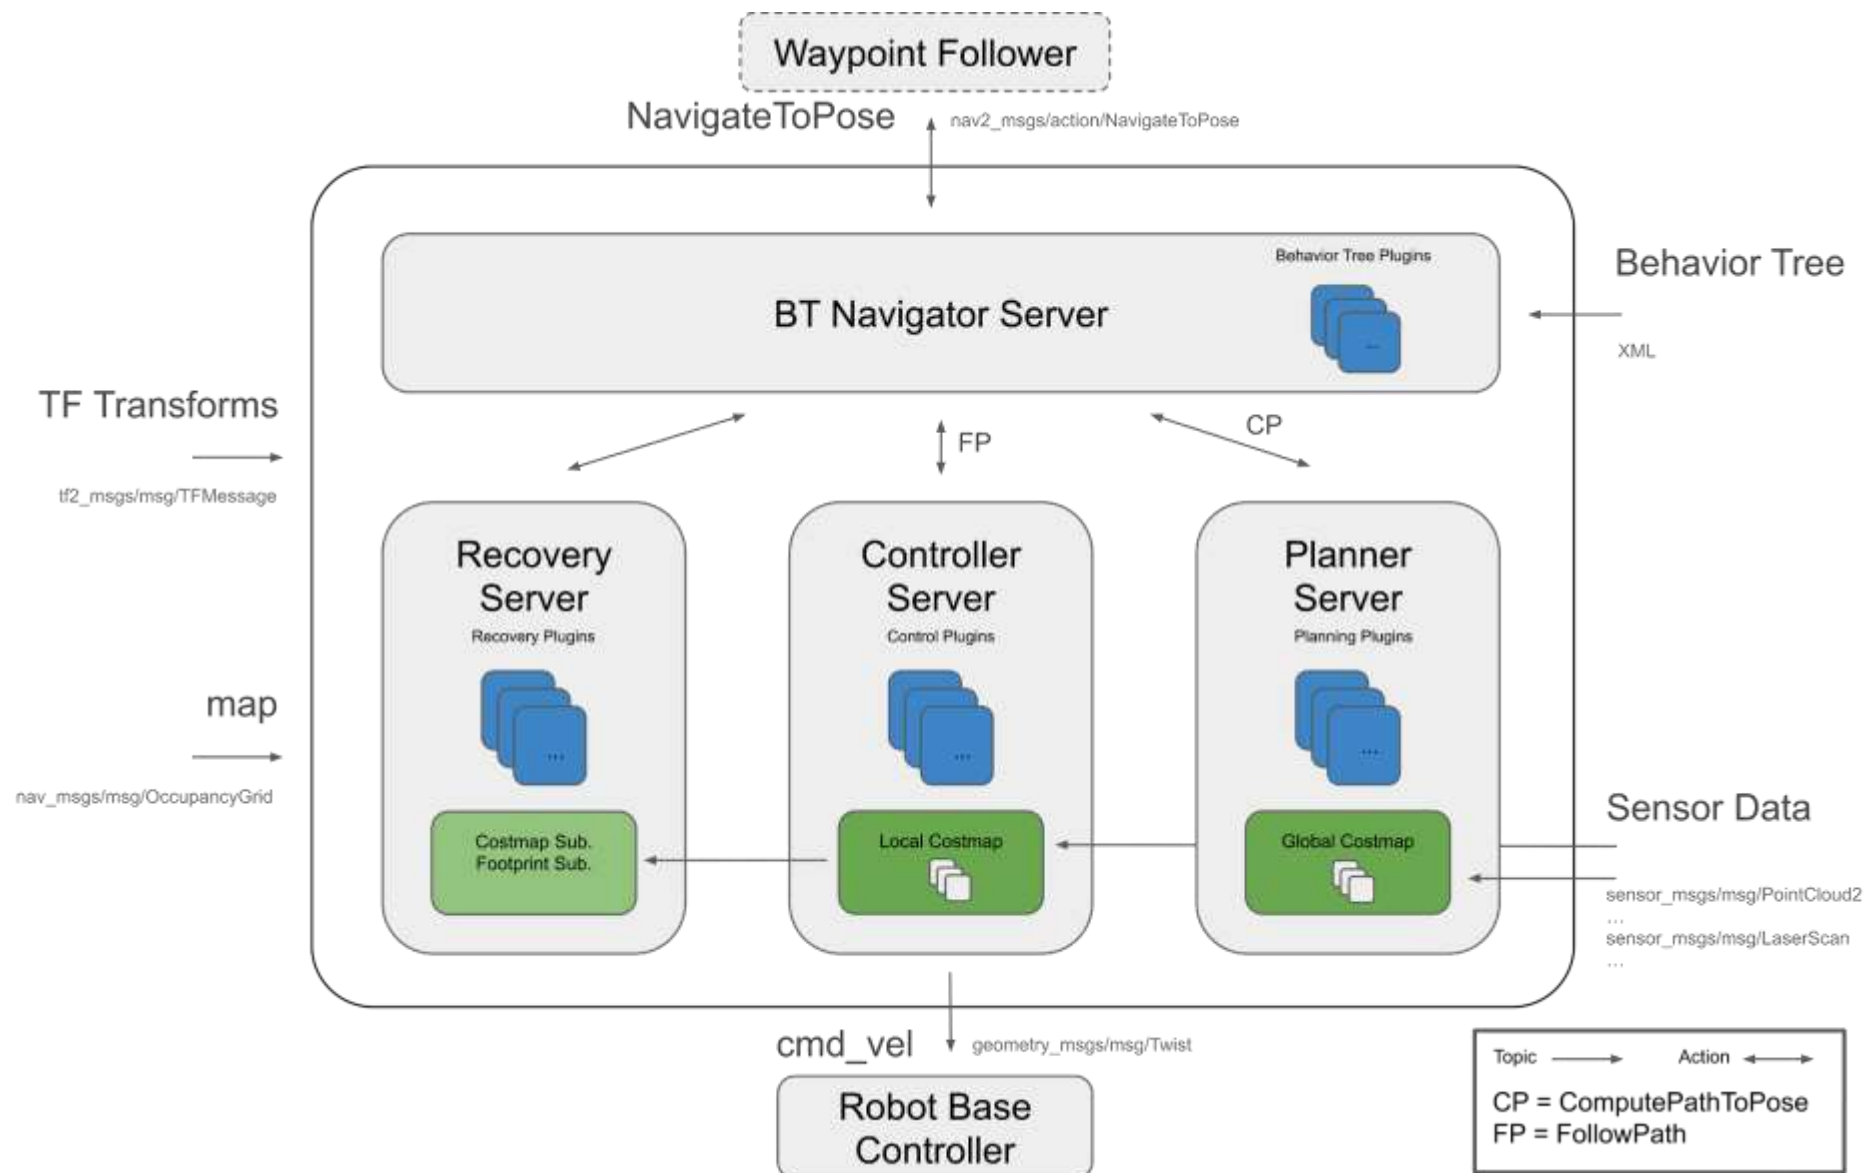 Waypoint Follower
NavigateToPose
nav2_msgs/action/NavigateToPose
Behavior Tree Plugins
BT Navigator Server
...
Behavior Tree
XML
TF Transforms
tf2_msgs/msg/TFMessage
FP
CP
Recovery
Server
Recovery Plugins
...
Controller
Server
Control Plugins
...
Planner
Server
Planning Plugins
...
map
nav_msgs/msg/OccupancyGrid
Costmap Sub.
Footprint Sub.
Local Costmap
Global Costmap
Sensor Data
sensor_msgs/msg/PointCloud2
...
sensor_msgs/msg/LaserScan
...
cmd_vel
geometry_msgs/msg/Twist
Robot Base
Controller
Topic
Action
CP = ComputePathToPose
FP = FollowPath